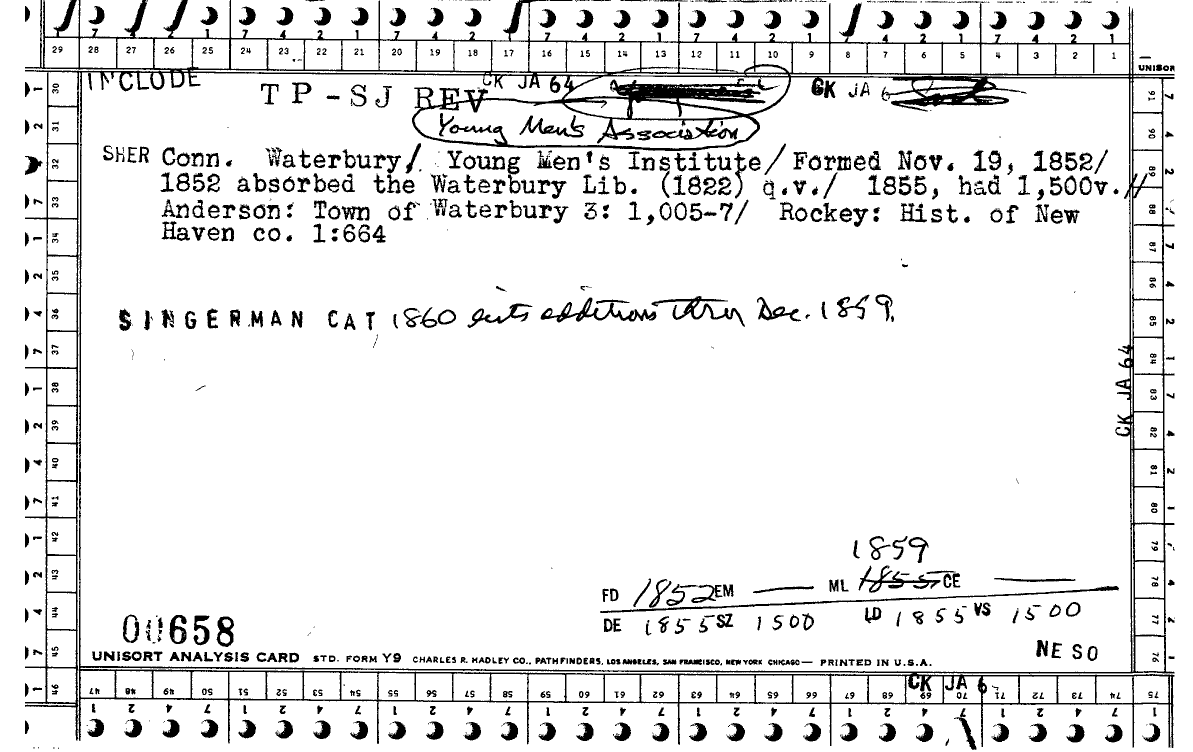 7 4 2 1 7 4 2 1 7 4 2 1 7 4 2 1 7 4 2 1 7 4 2 1
29 28 27 26 25 24 23 22 21 20 19 18 17 16 15 14 13 12 11 10 9 8 7 6 5 4 3 2 1
UNISOR
INCLODE
TP-SJ REV
CK JA 64
CK JA 6
Young Men's Association
SHER Conn. Waterbury/ Young Men's Institute/ Formed Nov. 19, 1852/
1852 absorbed the Waterbury Lib. (1822) q.v./ 1855, had 1,500v.//
Anderson: Town of Waterbury 3: 1,005-7/ Rockey: Hist. of New
Haven co. 1:664
SINGERMAN CAT 1860 lists additions thru Dec. 1859.
CK JA 64
1859
FD 1852 EM — ML 1855 CE —
DE 1855 SZ 1500 LD 1855 VS 1500
00658
NE SO
UNISORT ANALYSIS CARD STD. FORM Y9 CHARLES R. HADLEY CO., PATHFINDERS, LOS ANGELES, SAN FRANCISCO, NEW YORK CHICAGO — PRINTED IN U.S.A.
CK JA 6
30 31 32 33 34 35 36 37 38 39 40 41 42 43 44 45 46
47 48 49 50 51 52 53 54 55 56 57 58 59 60 61 62 63 64 65 66 67 68 69 70 71 72 73 74 75
91 90 89 88 87 86 85 84 83 82 81 80 79 78 77 76